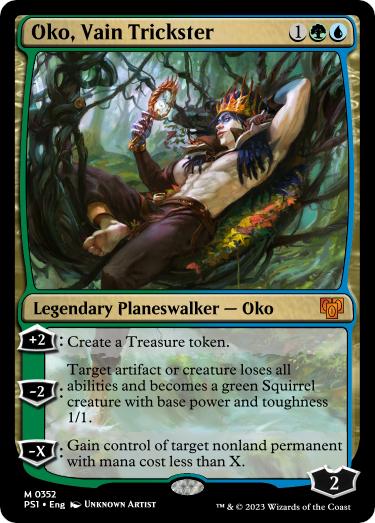 Oko, Vain Trickster 1
Legendary Planeswalker — Oko
+2: Create a Treasure token.
Target artifact or creature loses all
-2: abilities and becomes a green Squirrel
creature with base power and toughness
1/1.
-X: Gain control of target nonland permanent
with mana cost less than X.
2
M 0352
PS1 • Eng Unknown Artist
™ & © 2023 Wizards of the Coast